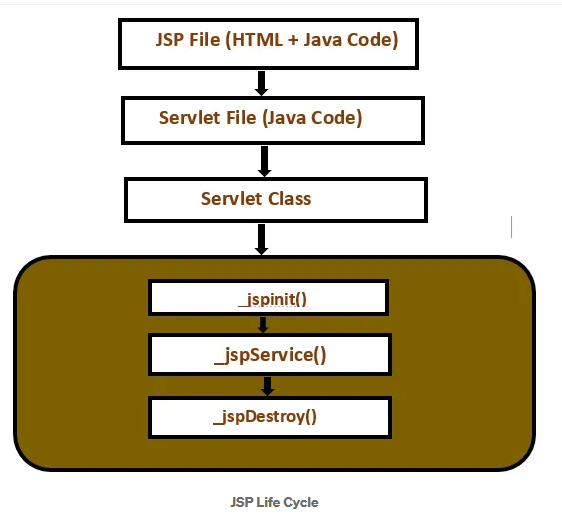 JSP File (HTML + Java Code)
Servlet File (Java Code)
Servlet Class
_jspinit()
_jspService()
_jspDestroy()
JSP Life Cycle